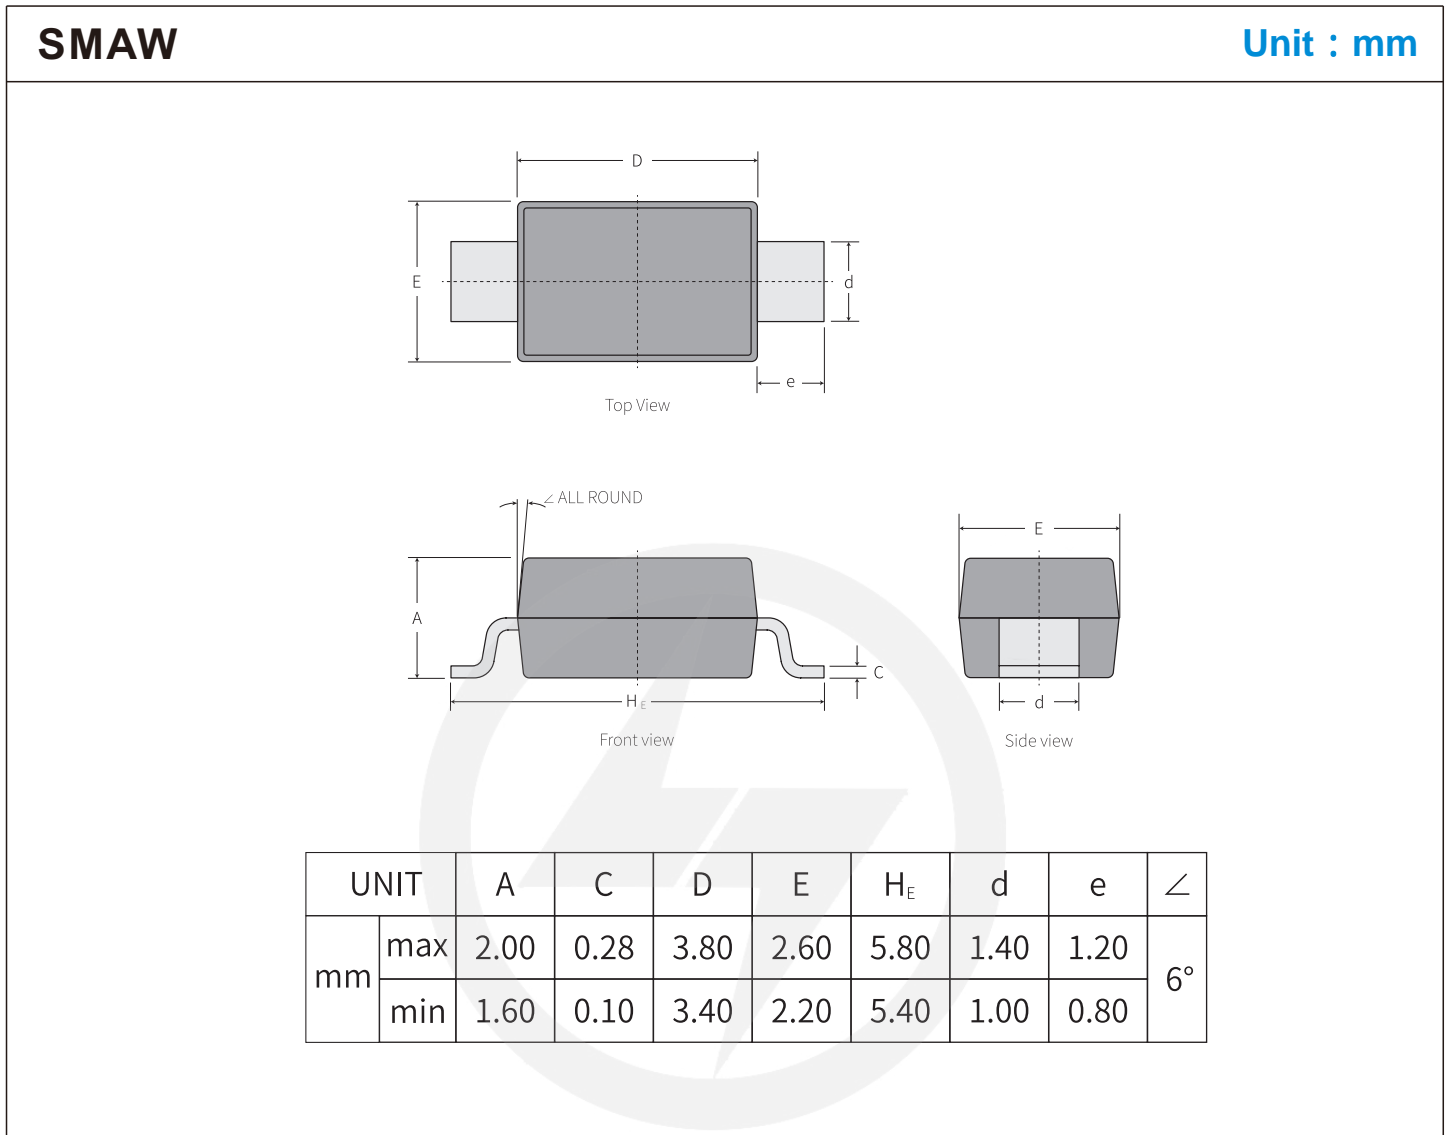 SMAW
Unit : mm
D
E
d
e
Top View
∠ ALL ROUND
E
A
C
HE
d
Front view
Side view
UNIT A C D E HE d e ∠
mm max 2.00 0.28 3.80 2.60 5.80 1.40 1.20 6°
min 1.60 0.10 3.40 2.20 5.40 1.00 0.80